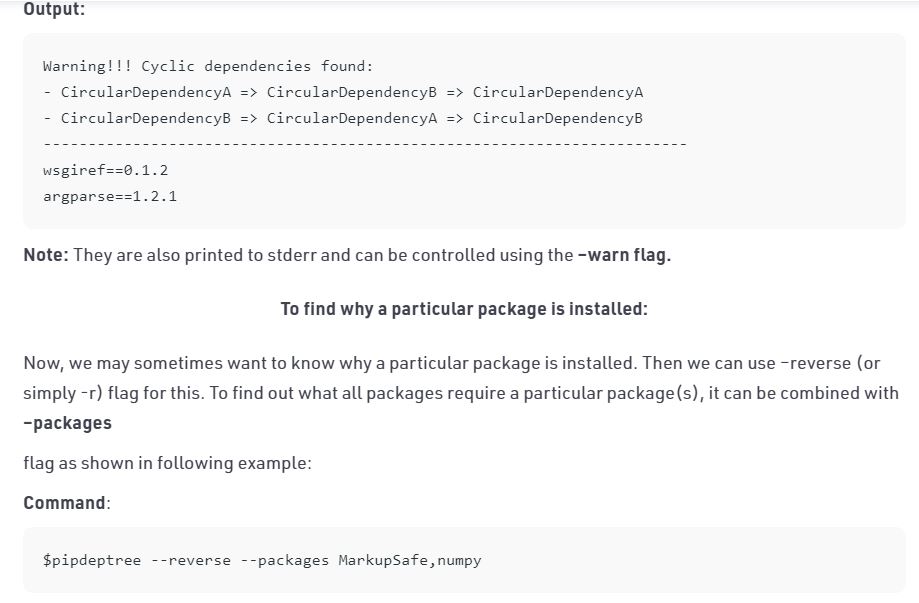 Output:
Warning!!! Cyclic dependencies found:
- CircularDependencyA => CircularDependencyB => CircularDependencyA
- CircularDependencyB => CircularDependencyA => CircularDependencyB
------------------------------------------------------------------------
wsgiref==0.1.2
argparse==1.2.1
Note: They are also printed to stderr and can be controlled using the –warn flag.
To find why a particular package is installed:
Now, we may sometimes want to know why a particular package is installed. Then we can use –reverse (or
simply -r) flag for this. To find out what all packages require a particular package(s), it can be combined with
–packages
flag as shown in following example:
Command:
$pipdeptree --reverse --packages MarkupSafe,numpy